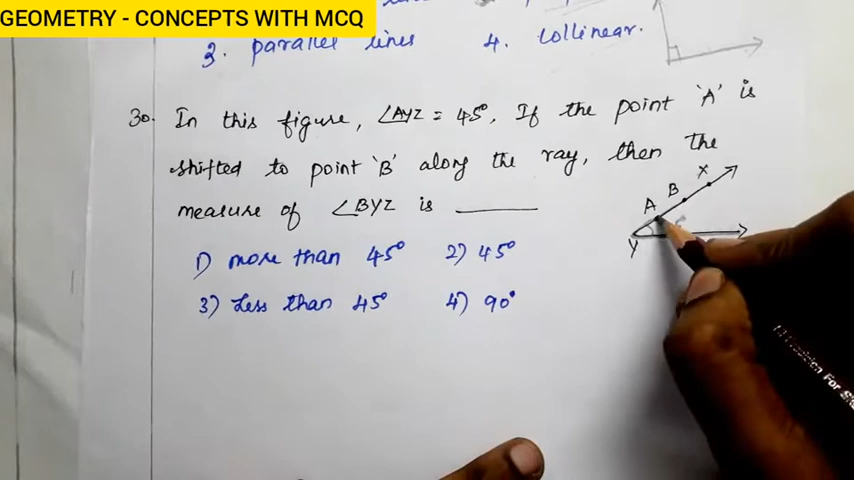 GEOMETRY - CONCEPTS WITH MCQ
3. parallel lines 4. collinear.
30. In this figure, ∠AYZ = 45°. If the point 'A' is
shifted to point 'B' along the ray, then the
measure of ∠BYZ is ________
1) more than 45° 2) 45°
3) Less than 45° 4) 90°
X
B
A
Y